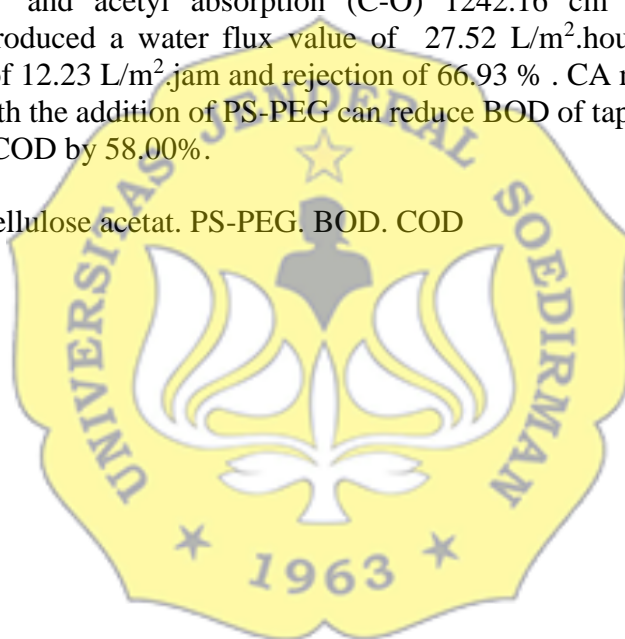 and acetyl absorption (C-O) 1242.16 cm
roduced a water flux value of 27.52 L/m².hou
of 12.23 L/m².jam and rejection of 66.93 % . CA
th the addition of PS-PEG can reduce BOD of tap
COD by 58.00%.
ellulose acetat. PS-PEG. BOD. COD
UNIVERSITAS JENDERAL SOEDIRMAN
1963